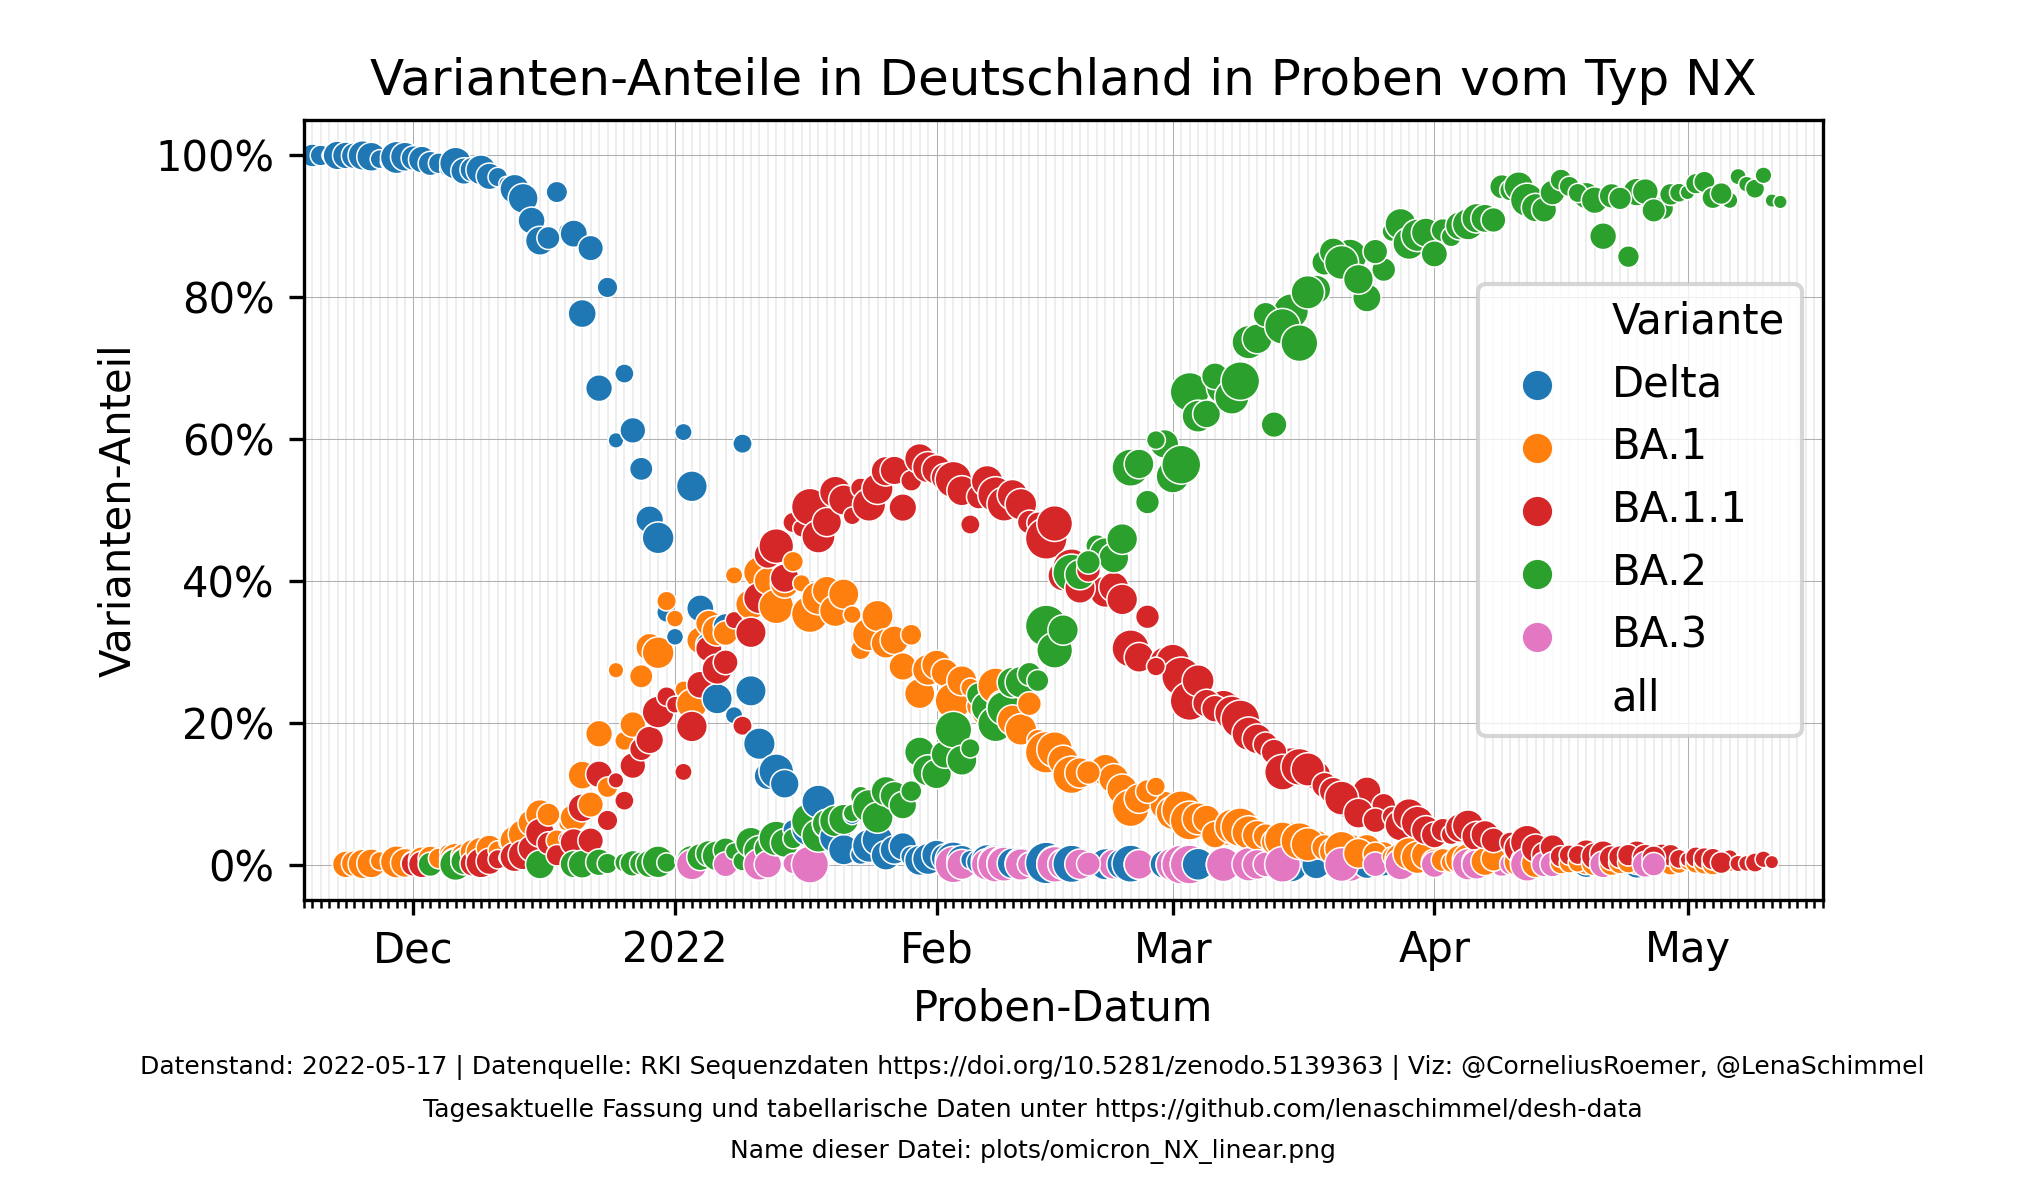 Varianten-Anteile in Deutschland in Proben vom Typ NX
100%
80%
60%
40%
20%
0%
Varianten-Anteil
Variante
Delta
BA.1
BA.1.1
BA.2
BA.3
all
Dec 2022 Feb Mar Apr May
Proben-Datum
Datenstand: 2022-05-17 | Datenquelle: RKI Sequenzdaten https://doi.org/10.5281/zenodo.5139363 | Viz: @CorneliusRoemer, @LenaSchimmel
Tagesaktuelle Fassung und tabellarische Daten unter https://github.com/lenaschimmel/desh-data
Name dieser Datei: plots/omicron_NX_linear.png